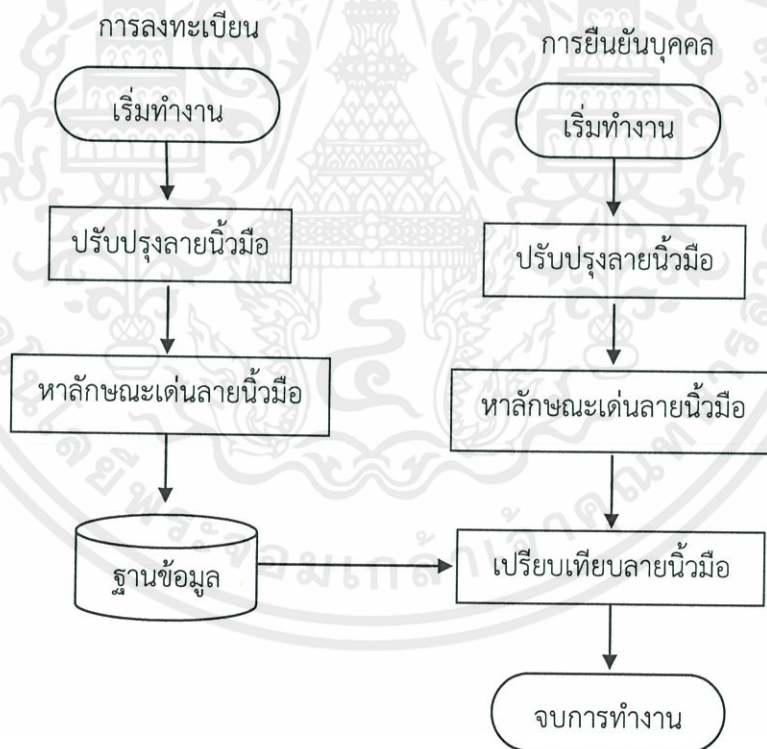 การลงทะเบียน
เริ่มทำงาน
ปรับปรุงลายนิ้วมือ
หาลักษณะเด่นลายนิ้วมือ
ฐานข้อมูล
การยืนยันบุคคล
เริ่มทำงาน
ปรับปรุงลายนิ้วมือ
หาลักษณะเด่นลายนิ้วมือ
เปรียบเทียบลายนิ้วมือ
จบการทำงาน